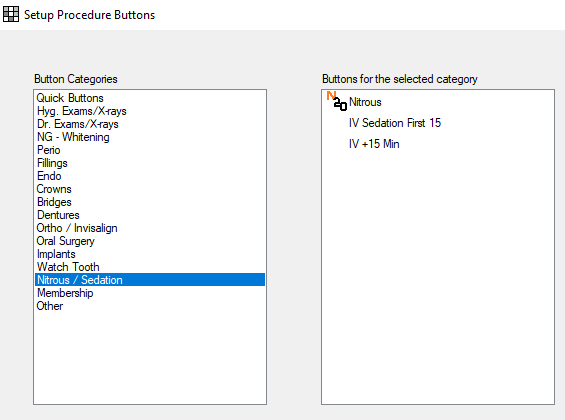 Setup Procedure Buttons
Button Categories
Quick Buttons
Hyg. Exams/X-rays
Dr. Exams/X-rays
NG - Whitening
Perio
Fillings
Endo
Crowns
Bridges
Dentures
Ortho / Invisalign
Oral Surgery
Implants
Watch Tooth
Nitrous / Sedation
Membership
Other
Buttons for the selected category
N2O Nitrous
IV Sedation First 15
IV +15 Min